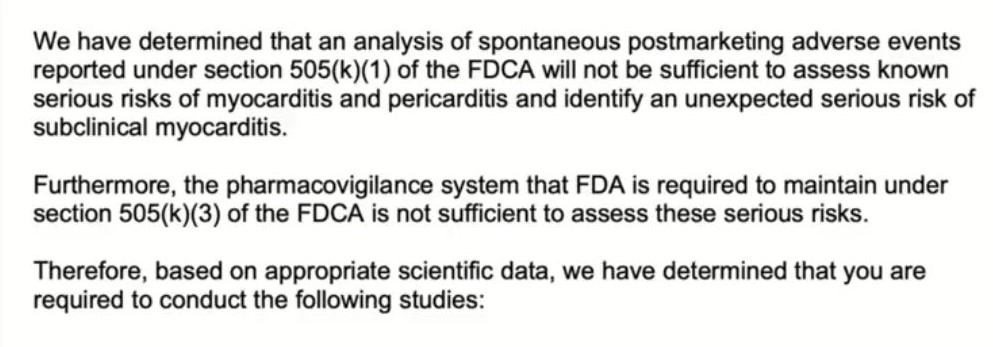 We have determined that an analysis of spontaneous postmarketing adverse events
reported under section 505(k)(1) of the FDCA will not be sufficient to assess known
serious risks of myocarditis and pericarditis and identify an unexpected serious risk of
subclinical myocarditis.
Furthermore, the pharmacovigilance system that FDA is required to maintain under
section 505(k)(3) of the FDCA is not sufficient to assess these serious risks.
Therefore, based on appropriate scientific data, we have determined that you are
required to conduct the following studies: